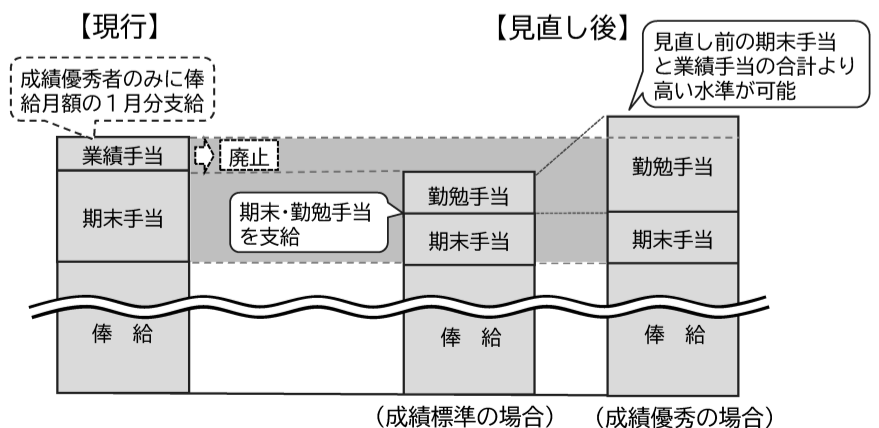 【現行】
成績優秀者のみに俸
給月額の1月分支給
業績手当
期末手当
俸 給
廃止
【見直し後】
見直し前の期末手当
と業績手当の合計より
高い水準が可能
期末・勤勉手当
を支給
勤勉手当
期末手当
俸 給
(成績標準の場合)
勤勉手当
期末手当
俸 給
(成績優秀の場合)